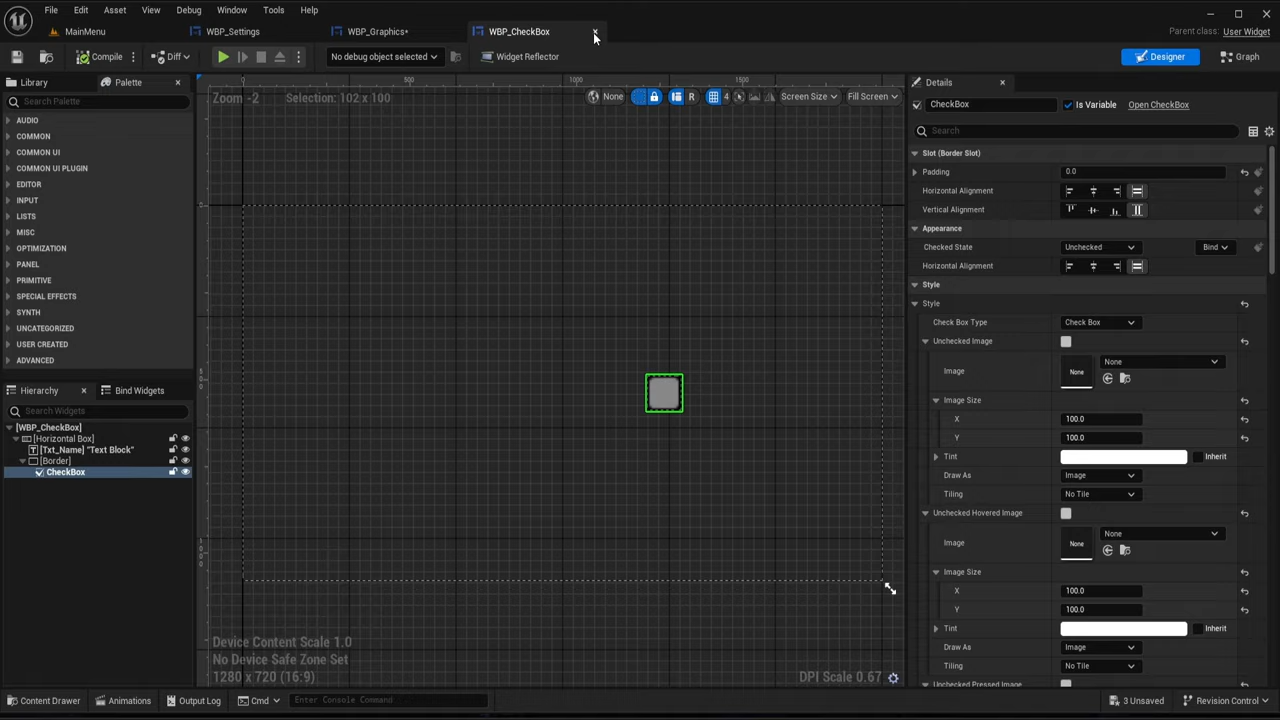 File Edit Asset View Debug Window Tools Help
Parent class: User Widget
MainMenu WBP_Settings WBP_Graphics* WBP_CheckBox
Compile Diff No debug object selected Widget Reflector Designer Graph
Library Palette
Search Palette
AUDIO
COMMON
COMMON UI
COMMON UI PLUGIN
EDITOR
INPUT
LISTS
MISC
OPTIMIZATION
PANEL
PRIMITIVE
SPECIAL EFFECTS
SYNTH
UNCATEGORIZED
USER CREATED
ADVANCED
Hierarchy Bind Widgets
Search Widgets
[WBP_CheckBox]
[Horizontal Box]
[Txt_Name] "Text Block"
[Border]
CheckBox
0 500 1000 1500
Zoom -2 Selection: 102 x 100 None R 4 Screen Size Fill Screen
0
5
0
0
1
0
0
0
Device Content Scale 1.0
No Device Safe Zone Set
1280 x 720 (16:9) DPI Scale 0.67
Details
CheckBox Is Variable Open CheckBox
Search
Slot (Border Slot)
Padding 0.0
Horizontal Alignment
Vertical Alignment
Appearance
Checked State Unchecked Bind
Horizontal Alignment
Style
Style
Check Box Type Check Box
Unchecked Image
Image None None
Image Size
X 100.0
Y 100.0
Tint Inherit
Draw As Image
Tiling No Tile
Unchecked Hovered Image
Image None None
Image Size
X 100.0
Y 100.0
Tint Inherit
Draw As Image
Tiling No Tile
Unchecked Pressed Image
Content Drawer Animations Output Log Cmd Enter Console Command 3 Unsaved Revision Control